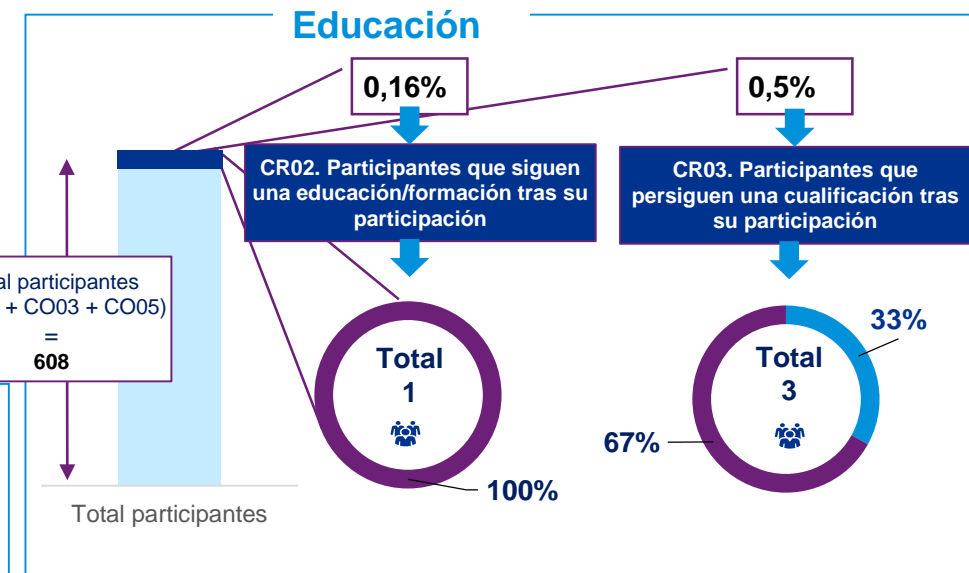 Educación
0,16%
0,5%
CR02. Participantes que siguen
una educación/formación tras su
participación
CR03. Participantes que
persiguen una cualificación tras
su participación
participantes
+ CO03 + CO05)
=
608
Total
1
100%
Total
3
33%
67%
Total participantes